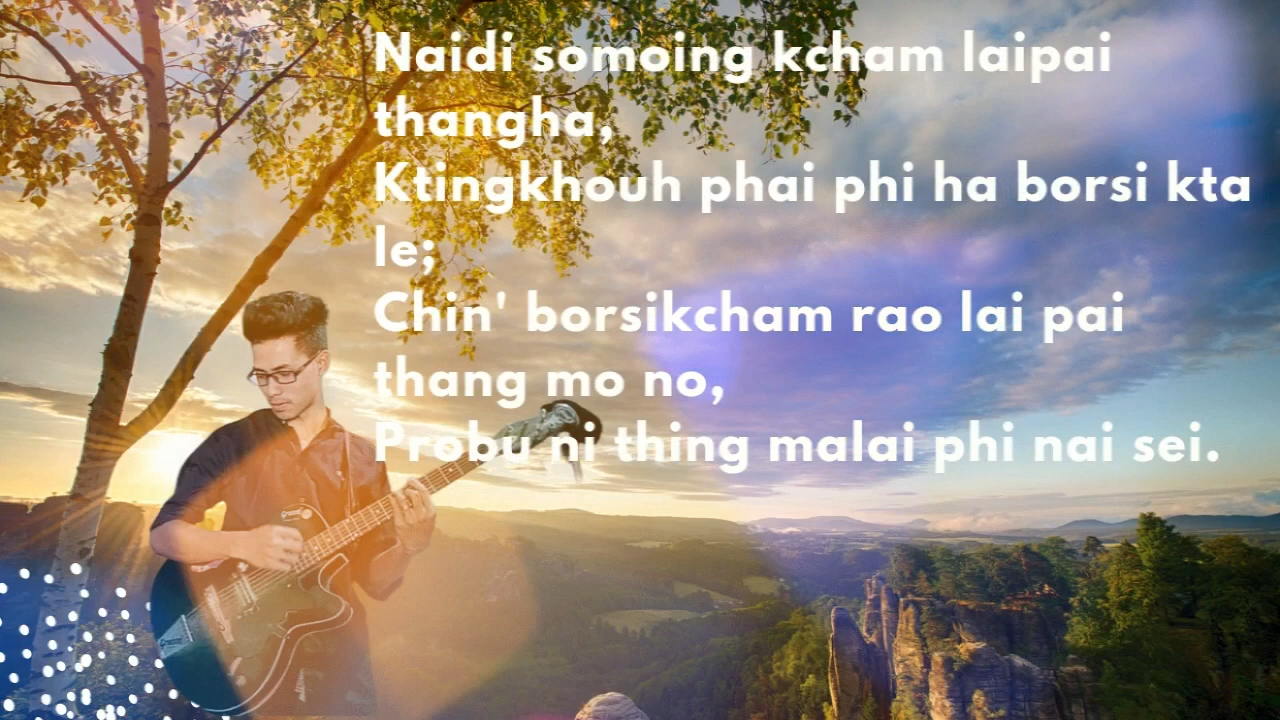 Naidi somoing kcham laipai
thangha,
Ktingkhouh phai phi ha borsi kta
le;
Chin' borsikcham rao lai pai
thang mo no,
Probu ni thing malai phi nai sei.